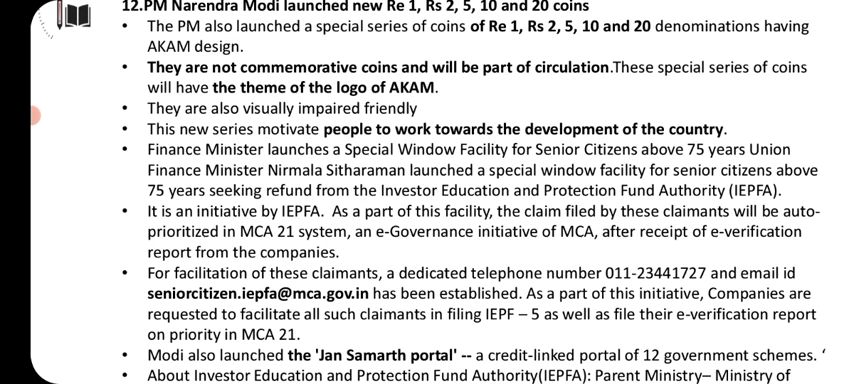 12.PM Narendra Modi launched new Re 1, Rs 2, 5, 10 and 20 coins
• The PM also launched a special series of coins of Re 1, Rs 2, 5, 10 and 20 denominations having
AKAM design.
• They are not commemorative coins and will be part of circulation.These special series of coins
will have the theme of the logo of AKAM.
• They are also visually impaired friendly
• This new series motivate people to work towards the development of the country.
• Finance Minister launches a Special Window Facility for Senior Citizens above 75 years Union
Finance Minister Nirmala Sitharaman launched a special window facility for senior citizens above
75 years seeking refund from the Investor Education and Protection Fund Authority (IEPFA).
• It is an initiative by IEPFA.  As a part of this facility, the claim filed by these claimants will be auto-
prioritized in MCA 21 system, an e-Governance initiative of MCA, after receipt of e-verification
report from the companies.
• For facilitation of these claimants, a dedicated telephone number 011-23441727 and email id
seniorcitizen.iepfa@mca.gov.in has been established. As a part of this initiative, Companies are
requested to facilitate all such claimants in filing IEPF – 5 as well as file their e-verification report
on priority in MCA 21.
• Modi also launched the 'Jan Samarth portal' -- a credit-linked portal of 12 government schemes. ‘
• About Investor Education and Protection Fund Authority(IEPFA): Parent Ministry– Ministry of